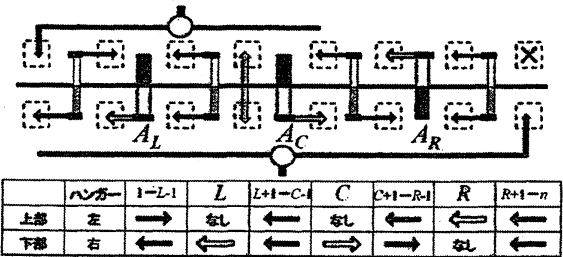 A_L A_C A_R
ハンガー 1–L-1 L L+1–C-1 C C+1–R-1 R R+1–n
上部 左 なし なし
下部 右 なし